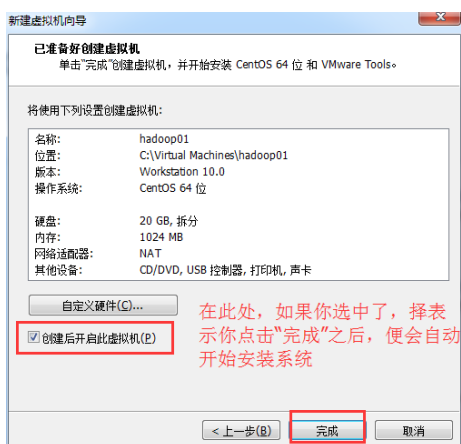 新建虚拟机向导
已准备好创建虚拟机
单击"完成"创建虚拟机，并开始安装 CentOS 64 位 和 VMware Tools。
将使用下列设置创建虚拟机:
名称: hadoop01
位置: C:\Virtual Machines\hadoop01
版本: Workstation 10.0
操作系统: CentOS 64 位
硬盘: 20 GB, 拆分
内存: 1024 MB
网络适配器: NAT
其他设备: CD/DVD, USB 控制器, 打印机, 声卡
自定义硬件(C)...
在此处，如果你选中了，择表
示你点击“完成”之后，便会自动
开始安装系统
创建后开启此虚拟机(P)
< 上一步(B)
完成
取消